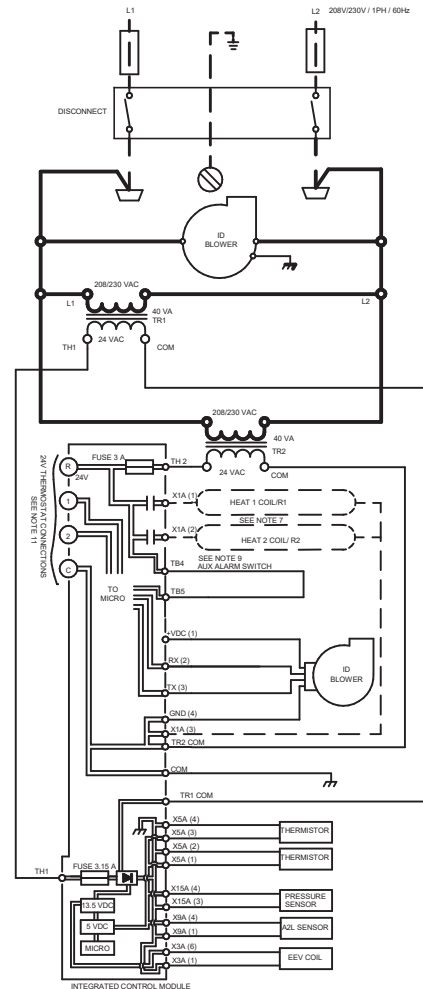 L1
L2 208V/230V / 1PH / 60Hz
DISCONNECT
ID
BLOWER
208/230 VAC
L1
40 VA
TR1
L2
TH1
24 VAC
COM
208/230 VAC
40 VA
TR2
24 VAC
COM
24V THERMOSTAT CONNECTIONS
SEE NOTE 11
R
24V
FUSE 3 A
TH 2
1
X1A (1)
HEAT 1 COIL/R1
SEE NOTE 7
2
X1A (2)
HEAT 2 COIL/ R2
SEE NOTE 9
AUX ALARM SWITCH
C
TB4
TO
MICRO
TB5
+VDC (1)
RX (2)
ID
BLOWER
TX (3)
GND (4)
X1A (3)
TR2 COM
COM
TR1 COM
X5A (4)
THERMISTOR
X5A (3)
X5A (2)
THERMISTOR
X5A (1)
TH1
FUSE 3.15 A
X15A (4)
PRESSURE
SENSOR
X15A (3)
13.5 VDC
X9A (4)
A2L SENSOR
5 VDC
X9A (1)
MICRO
X3A (6)
EEV COIL
X3A (1)
INTEGRATED CONTROL MODULE